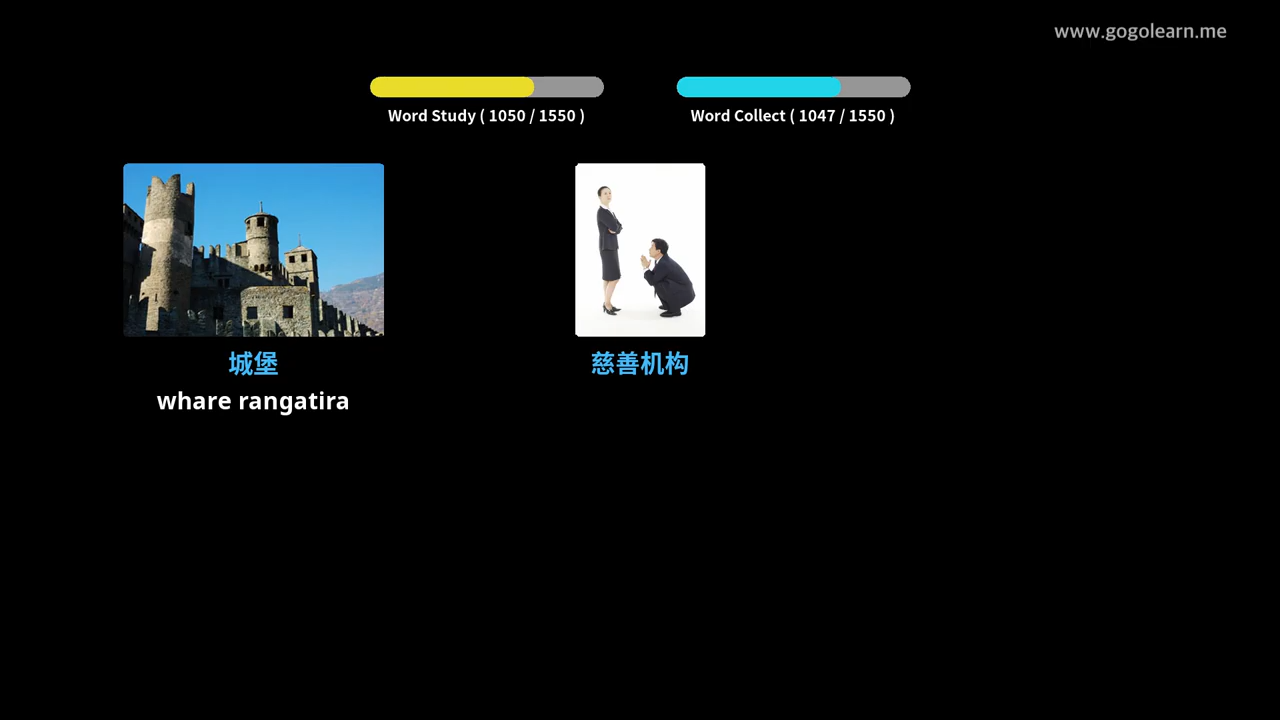 www.gogolearn.me
Word Study ( 1050 / 1550 )
Word Collect ( 1047 / 1550 )
城堡
慈善机构
whare rangatira